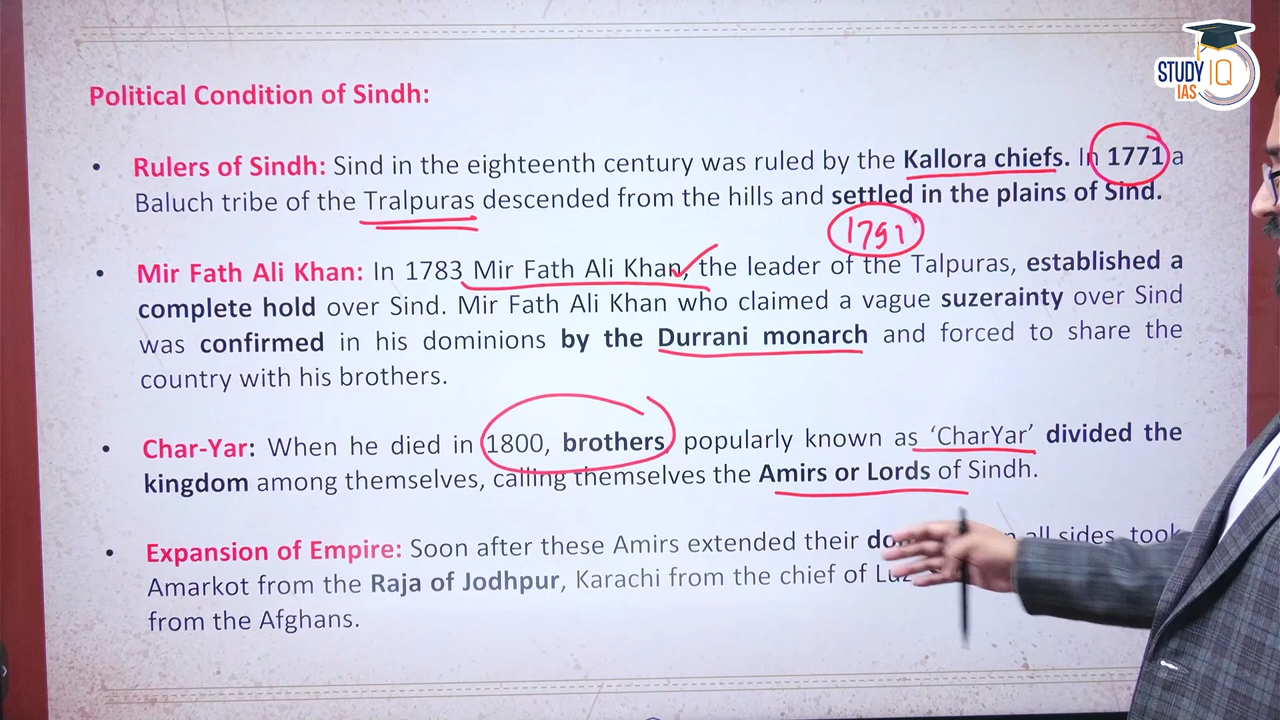 STUDY IQ
IAS
Political Condition of Sindh:
• Rulers of Sindh: Sind in the eighteenth century was ruled by the Kallora chiefs. In 1771 a
Baluch tribe of the Tralpuras descended from the hills and settled in the plains of Sind.
1791
• Mir Fath Ali Khan: In 1783 Mir Fath Ali Khan, the leader of the Talpuras, established a
complete hold over Sind. Mir Fath Ali Khan who claimed a vague suzerainty over Sind
was confirmed in his dominions by the Durrani monarch and forced to share the
country with his brothers.
• Char-Yar: When he died in 1800, brothers, popularly known as ‘CharYar’ divided the
kingdom among themselves, calling themselves the Amirs or Lords of Sindh.
• Expansion of Empire: Soon after these Amirs extended their all sides, took
Amarkot from the Raja of Jodhpur, Karachi from the chief of
from the Afghans.